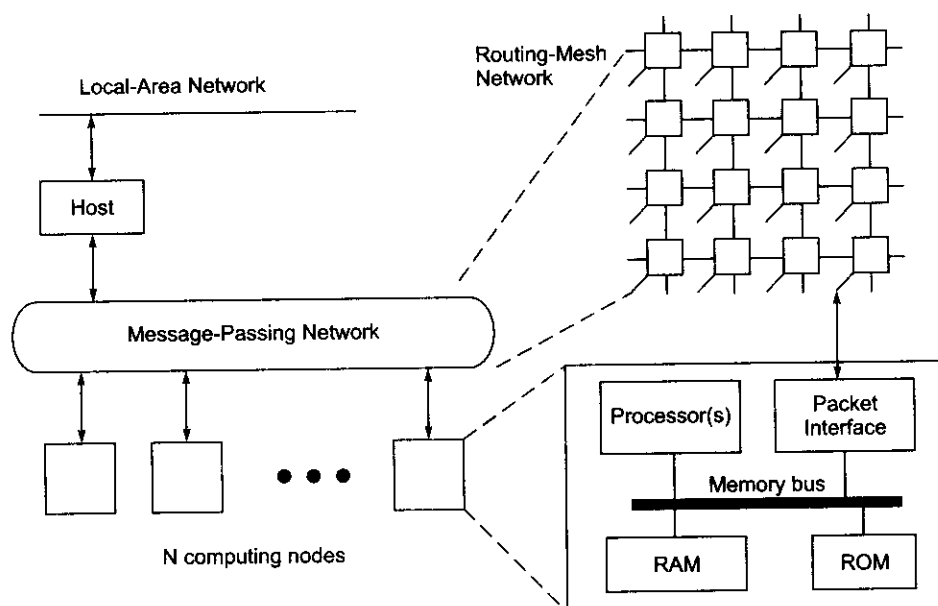 Routing-Mesh
Network
Local-Area Network
Host
Message-Passing Network
Processor(s)
Packet
Interface
Memory bus
N computing nodes
RAM
ROM